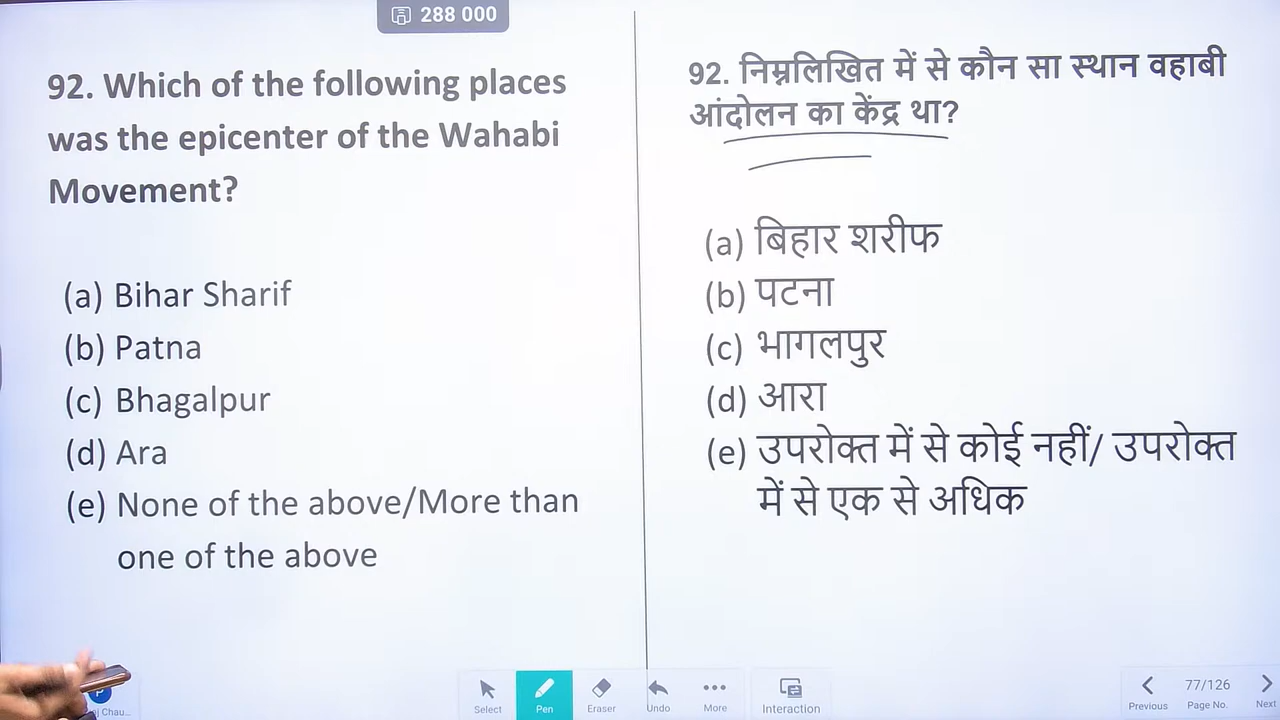 288 000
92. Which of the following places
was the epicenter of the Wahabi
Movement?
(a) Bihar Sharif
(b) Patna
(c) Bhagalpur
(d) Ara
(e) None of the above/More than
one of the above
92. निम्नलिखित में से कौन सा स्थान वहाबी
आंदोलन का केंद्र था?
(a) बिहार शरीफ
(b) पटना
(c) भागलपुर
(d) आरा
(e) उपरोक्त में से कोई नहीं/ उपरोक्त
में से एक से अधिक
Select
Pen
Eraser
Undo
More
Interaction
Previous
77/126
Page No.
Next